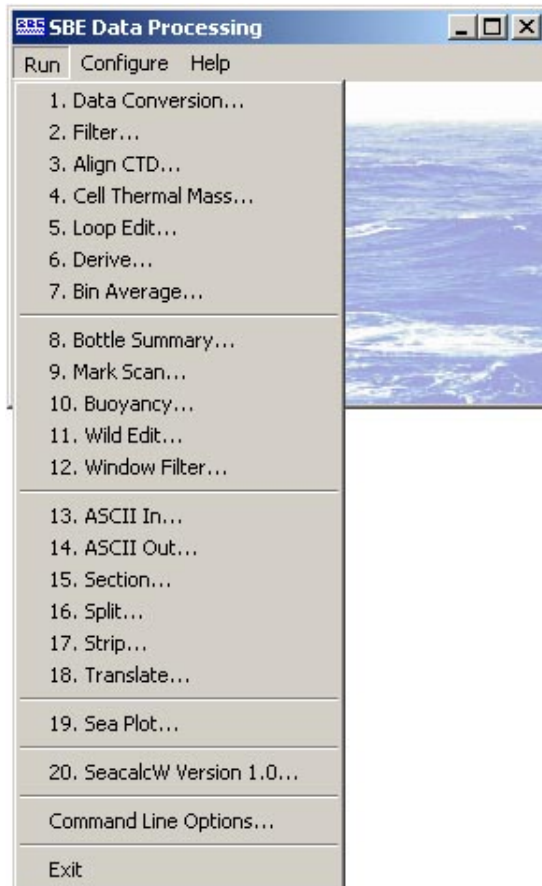 SBE SBE Data Processing
Run Configure Help
1. Data Conversion...
2. Filter...
3. Align CTD...
4. Cell Thermal Mass...
5. Loop Edit...
6. Derive...
7. Bin Average...
8. Bottle Summary...
9. Mark Scan...
10. Buoyancy...
11. Wild Edit...
12. Window Filter...
13. ASCII In...
14. ASCII Out...
15. Section...
16. Split...
17. Strip...
18. Translate...
19. Sea Plot...
20. SeacalcW Version 1.0...
Command Line Options...
Exit